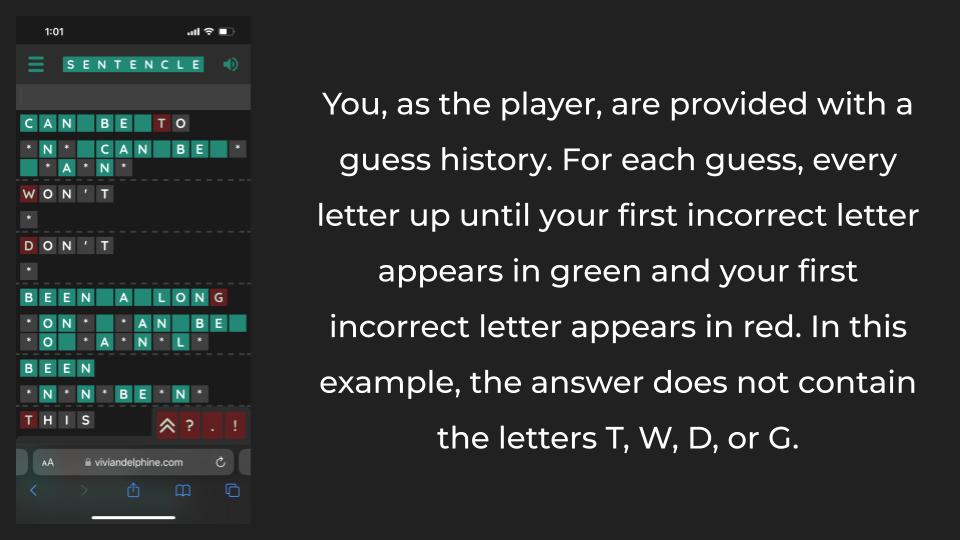 1:01
SENTENCLE
CAN BE TO
*N* CAN BE *
*A*N*
WON'T
*
DON'T
*
BEEN A LONG
*ON* *AN BE
*O *A*N*L*
BEEN
*N*N*BE*N*
THIS
? . !
AA viviandelphine.com
You, as the player, are provided with a
guess history. For each guess, every
letter up until your first incorrect letter
appears in green and your first
incorrect letter appears in red. In this
example, the answer does not contain
the letters T, W, D, or G.